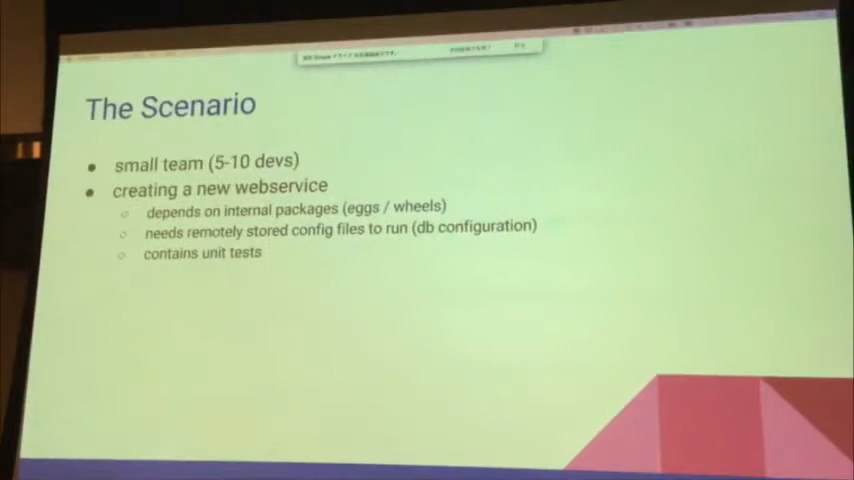 The Scenario
● small team (5-10 devs)
● creating a new webservice
○ depends on internal packages (eggs / wheels)
○ needs remotely stored config files to run (db configuration)
○ contains unit tests